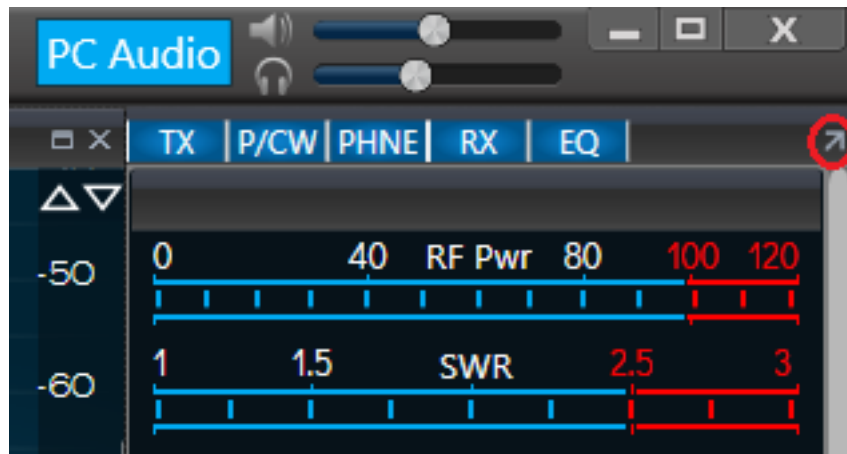 PC Audio
X
TX P/CW PHNE RX EQ
-50
0 40 RF Pwr 80 100 120
-60
1 1.5 SWR 2.5 3